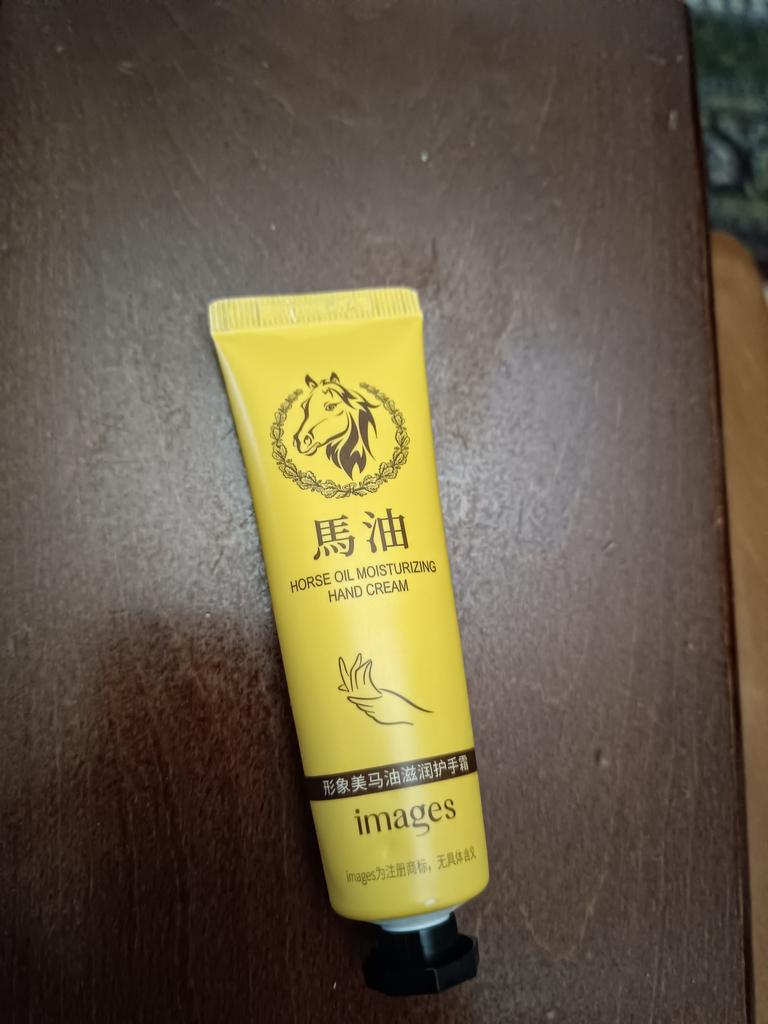 馬油
HORSE OIL MOISTURIZING
HAND CREAM
形象美马油滋润护手霜
images
images为注册商标，无具体含义